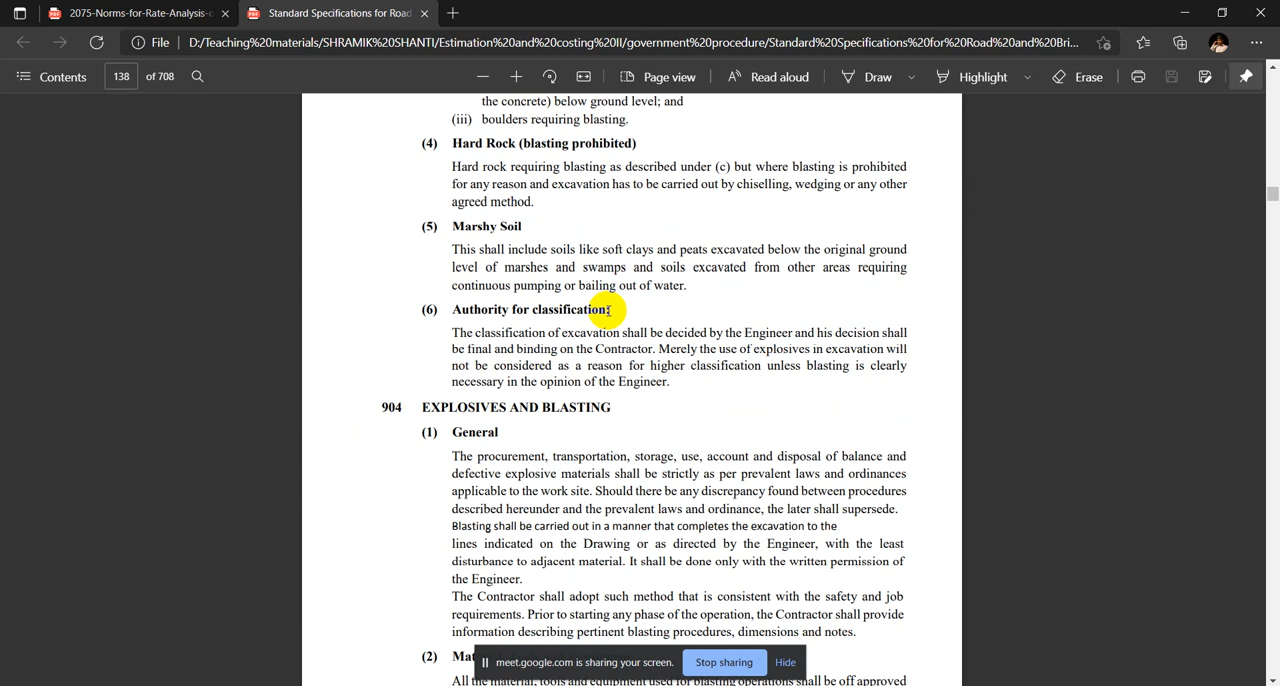 2075-Norms-for-Rate-Analysis-
Standard Specifications for Road
File
D:/Teaching%20materials/SHRAMIK%20SHANTI/Estimation%20and%20costing%20II/government%20procedure/Standard%20Specifications%20for%20Road%20and%20Bri...
Contents 138 of 708 Page view Read aloud Draw Highlight Erase
the concrete) below ground level; and
(iii) boulders requiring blasting.
(4) Hard Rock (blasting prohibited)
Hard rock requiring blasting as described under (c) but where blasting is prohibited
for any reason and excavation has to be carried out by chiselling, wedging or any other
agreed method.
(5) Marshy Soil
This shall include soils like soft clays and peats excavated below the original ground
level of marshes and swamps and soils excavated from other areas requiring
continuous pumping or bailing out of water.
(6) Authority for classification:
The classification of excavation shall be decided by the Engineer and his decision shall
be final and binding on the Contractor. Merely the use of explosives in excavation will
not be considered as a reason for higher classification unless blasting is clearly
necessary in the opinion of the Engineer.
904 EXPLOSIVES AND BLASTING
(1) General
The procurement, transportation, storage, use, account and disposal of balance and
defective explosive materials shall be strictly as per prevalent laws and ordinances
applicable to the work site. Should there be any discrepancy found between procedures
described hereunder and the prevalent laws and ordinance, the later shall supersede.
Blasting shall be carried out in a manner that completes the excavation to the
lines indicated on the Drawing or as directed by the Engineer, with the least
disturbance to adjacent material. It shall be done only with the written permission of
the Engineer.
The Contractor shall adopt such method that is consistent with the safety and job
requirements. Prior to starting any phase of the operation, the Contractor shall provide
information describing pertinent blasting procedures, dimensions and notes.
(2)
meet.google.com is sharing your screen. Stop sharing Hide
All the material, tools and equipment used for blasting operations shall be off approved